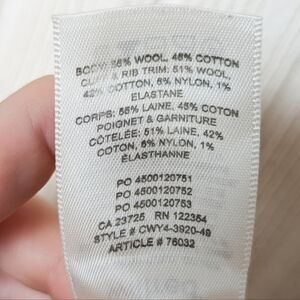 BODY: 55% WOOL, 45% COTTON
CUFF & RIB TRIM: 51% WOOL,
42% COTTON, 6% NYLON, 1%
ELASTANE
CORPS: 55% LAINE, 45% COTON
POIGNET & GARNITURE
CÔTELÉE: 51% LAINE, 42%
COTON, 6% NYLON, 1%
ÉLASTHANNE
PO 4500120751
PO 4500120752
PO 4500120753
CA 23725 RN 122354
STYLE # CWY4-3920-49
ARTICLE # 76032